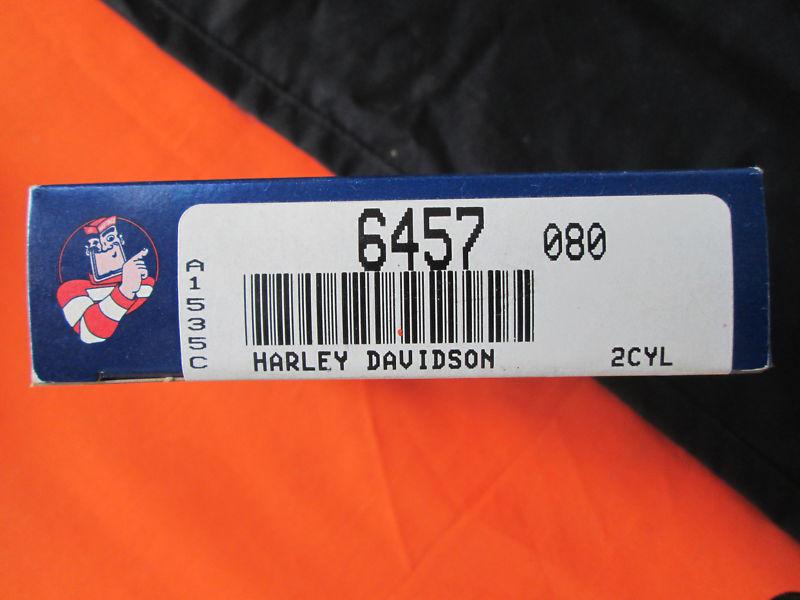 6457 080
A1535C
HARLEY DAVIDSON 2CYL